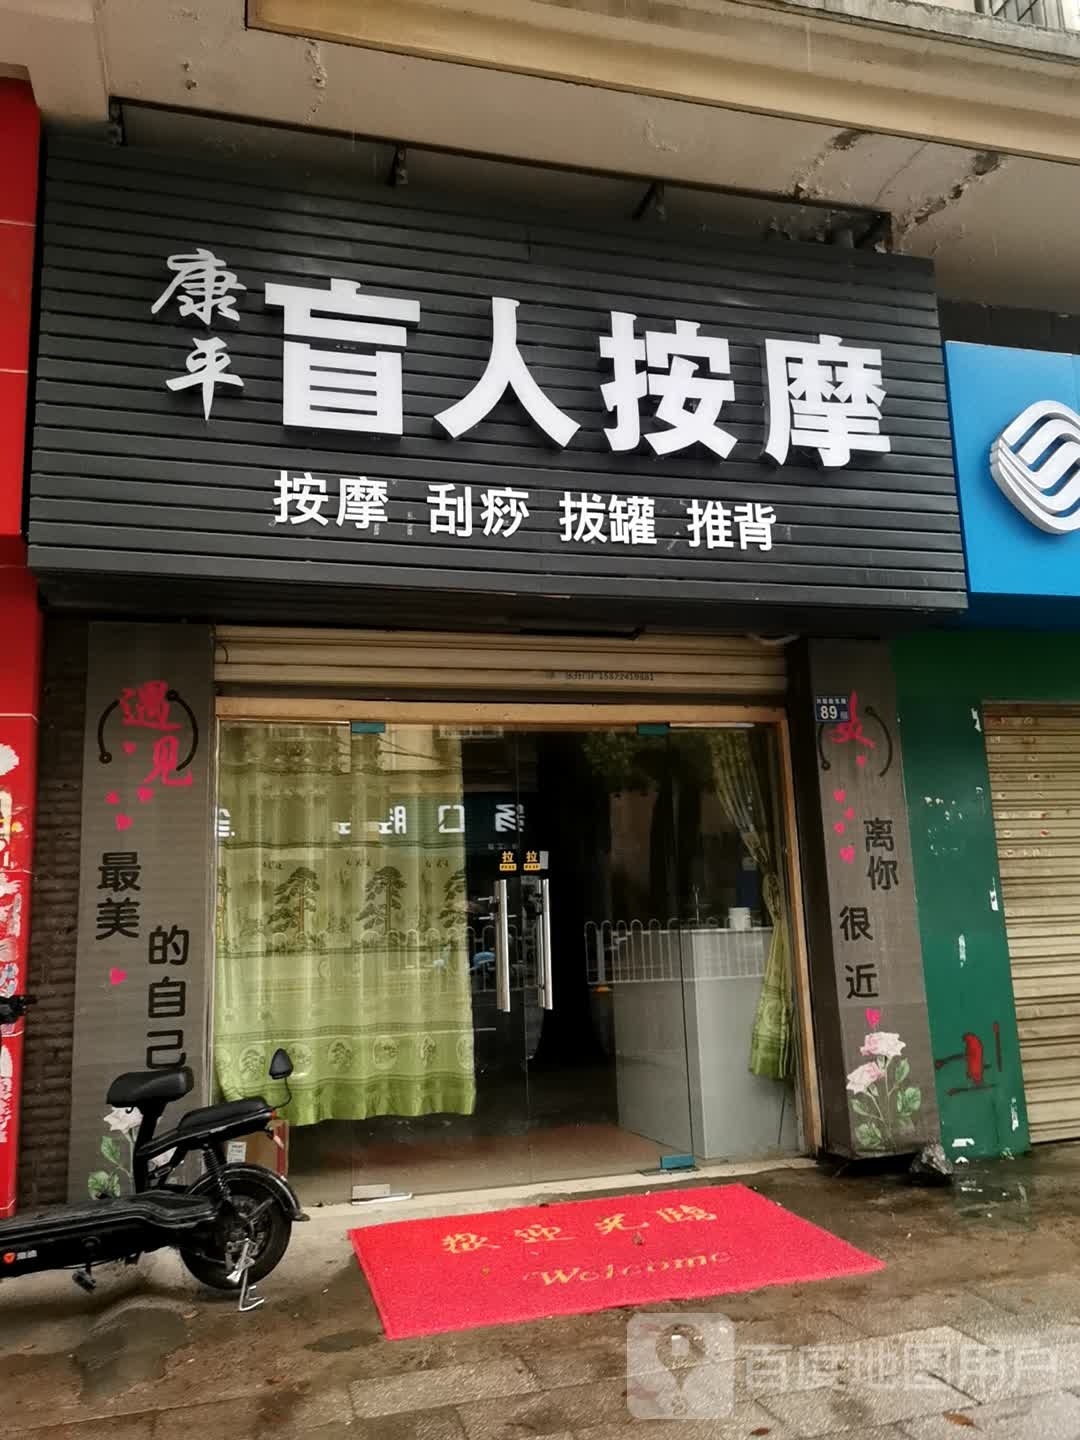 康平
盲人按摩
按摩 刮痧 拔罐 推背
15872419881
89
遇见
最美
的自己
美
离你
很近
拉
拉
欢迎光临
Welcome
百度地图用户